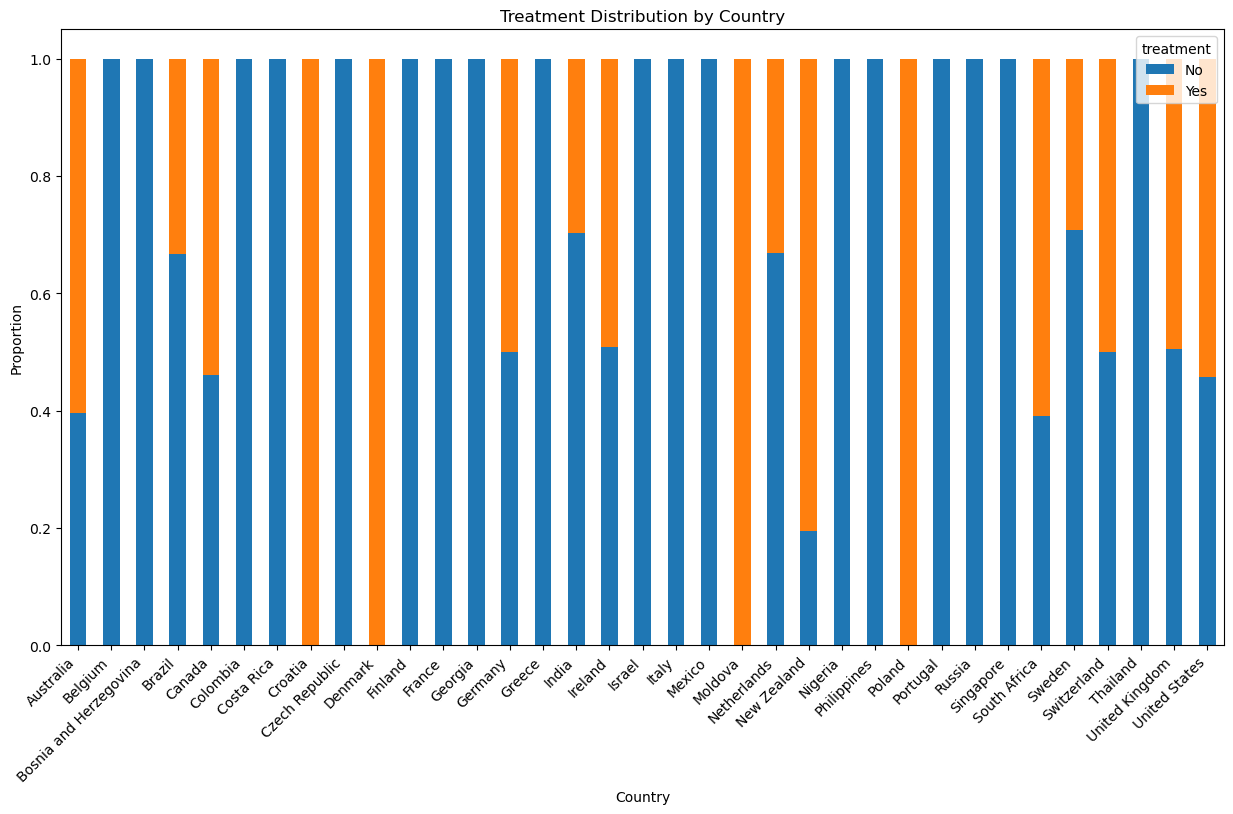 Treatment Distribution by Country
treatment
No
Yes
1.0
0.8
0.6
0.4
0.2
0.0
Proportion
Australia
Belgium
Bosnia and Herzegovina
Brazil
Canada
Colombia
Costa Rica
Croatia
Czech Republic
Denmark
Finland
France
Georgia
Germany
Greece
India
Ireland
Israel
Italy
Mexico
Moldova
Netherlands
New Zealand
Nigeria
Philippines
Poland
Portugal
Russia
Singapore
South Africa
Sweden
Switzerland
Thailand
United Kingdom
United States
Country